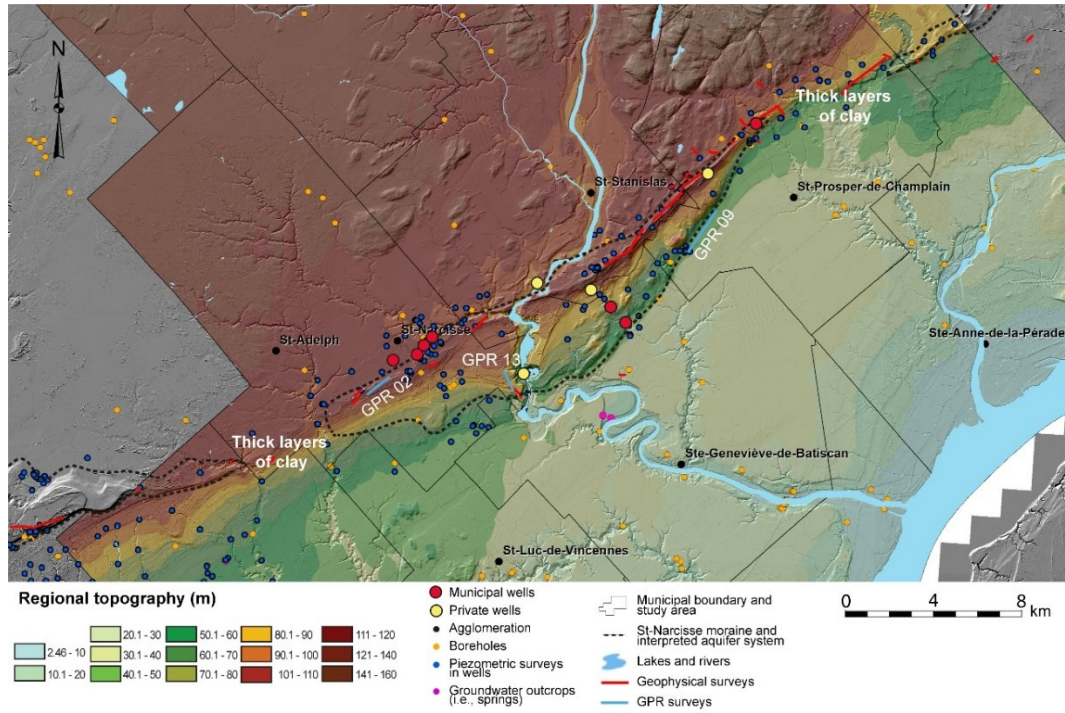 N
Thick layers
of clay
St-Stanislas
St-Prosper-de-Champlain
GPR 09
St-Narcisse
St-Adelph
Ste-Anne-de-la-Pérade
GPR 13
GPR 02
Thick layers
of clay
Ste-Geneviève-de-Batiscan
St-Luc-de-Vincennes
Regional topography (m)
2.46 - 10
10.1 - 20
20.1 - 30
30.1 - 40
40.1 - 50
50.1 - 60
60.1 - 70
70.1 - 80
80.1 - 90
90.1 - 100
101 - 110
111 - 120
121 - 140
141 - 160
Municipal wells
Private wells
Agglomeration
Boreholes
Piezometric surveys
in wells
Groundwater outcrops
(i.e., springs)
Municipal boundary and
study area
St-Narcisse moraine and
interpreted aquifer system
Lakes and rivers
Geophysical surveys
GPR surveys
0 2 4 8
km